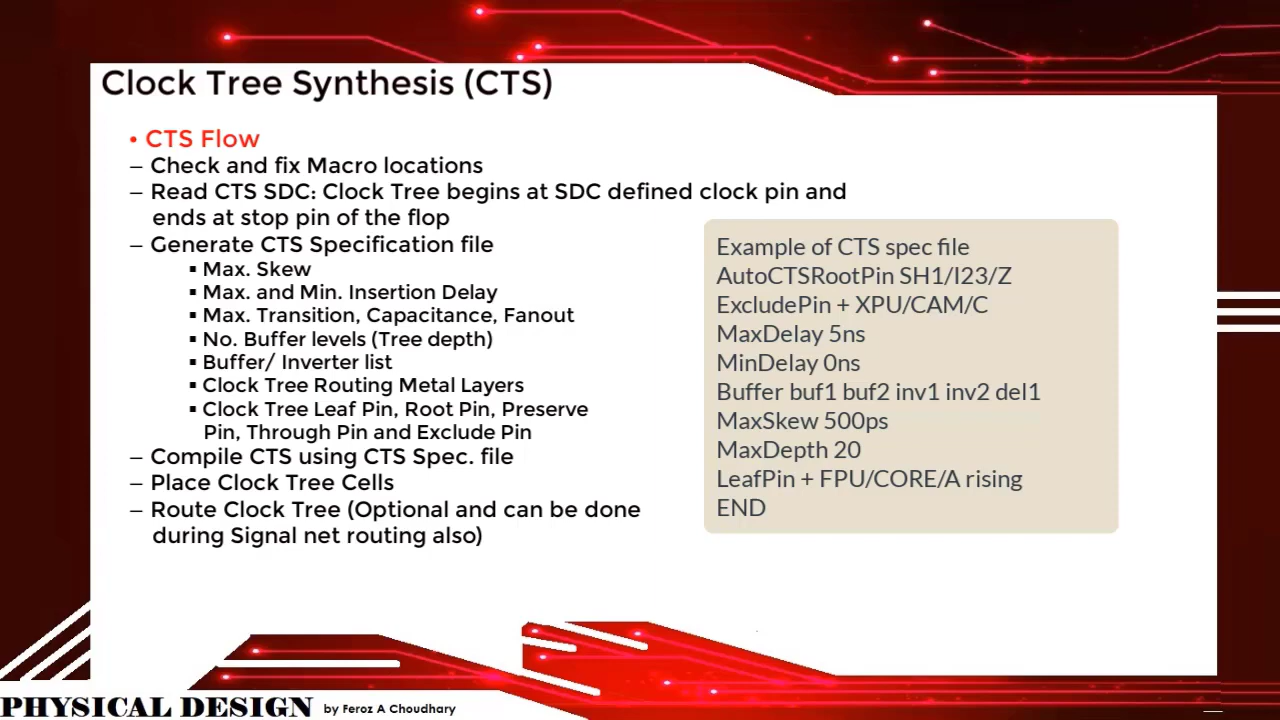 Clock Tree Synthesis (CTS)
• CTS Flow
– Check and fix Macro locations
– Read CTS SDC: Clock Tree begins at SDC defined clock pin and
ends at stop pin of the flop
– Generate CTS Specification file
▪ Max. Skew
▪ Max. and Min. Insertion Delay
▪ Max. Transition, Capacitance, Fanout
▪ No. Buffer levels (Tree depth)
▪ Buffer/ Inverter list
▪ Clock Tree Routing Metal Layers
▪ Clock Tree Leaf Pin, Root Pin, Preserve
Pin, Through Pin and Exclude Pin
– Compile CTS using CTS Spec. file
– Place Clock Tree Cells
– Route Clock Tree (Optional and can be done
during Signal net routing also)
Example of CTS spec file
AutoCTSRootPin SH1/I23/Z
ExcludePin + XPU/CAM/C
MaxDelay 5ns
MinDelay 0ns
Buffer buf1 buf2 inv1 inv2 del1
MaxSkew 500ps
MaxDepth 20
LeafPin + FPU/CORE/A rising
END
PHYSICAL DESIGN by Feroz A Choudhary